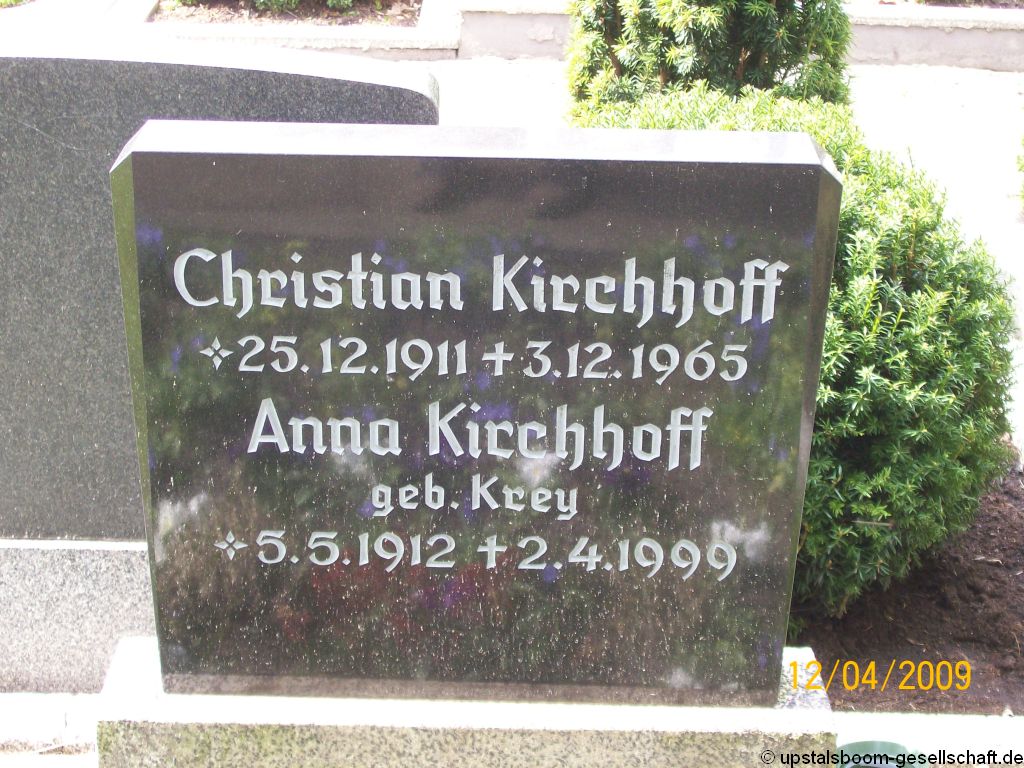 Christian Kirchhoff
✧25.12.1911 ✝ 3.12.1965
Anna Kirchhoff
geb. Krey
✧5.5.1912 ✝ 2.4.1999
12/04/2009
© upstalsboom-gesellschaft.de